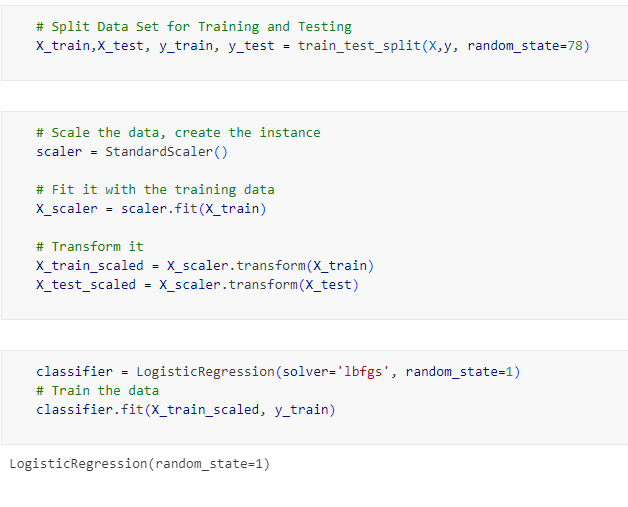 # Split Data Set for Training and Testing
X_train,X_test, y_train, y_test = train_test_split(X,y, random_state=78)
# Scale the data, create the instance
scaler = StandardScaler()
# Fit it with the training data
X_scaler = scaler.fit(X_train)
# Transform it
X_train_scaled = X_scaler.transform(X_train)
X_test_scaled = X_scaler.transform(X_test)
classifier = LogisticRegression(solver='lbfgs', random_state=1)
# Train the data
classifier.fit(X_train_scaled, y_train)
LogisticRegression(random_state=1)